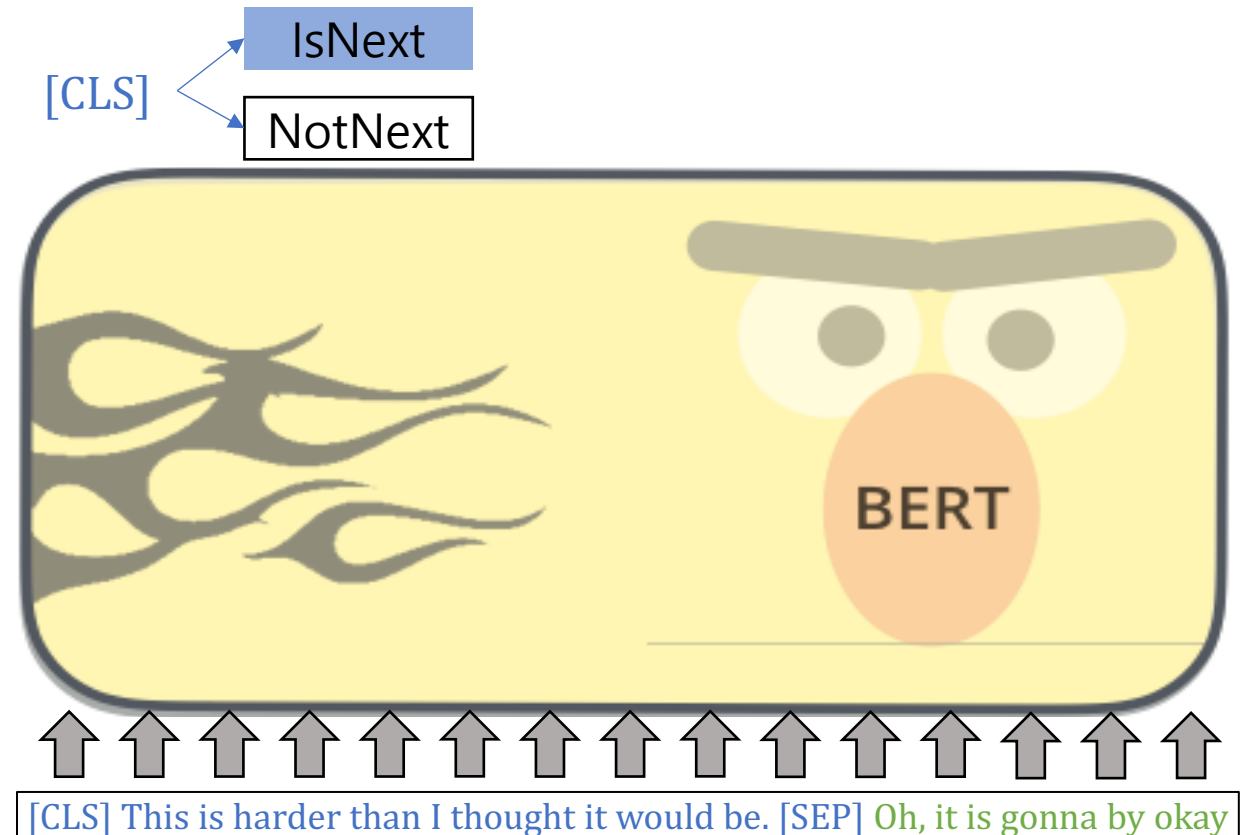 IsNext
[CLS]
NotNext
BERT
[CLS] This is harder than I thought it would be. [SEP] Oh, it is gonna by okay